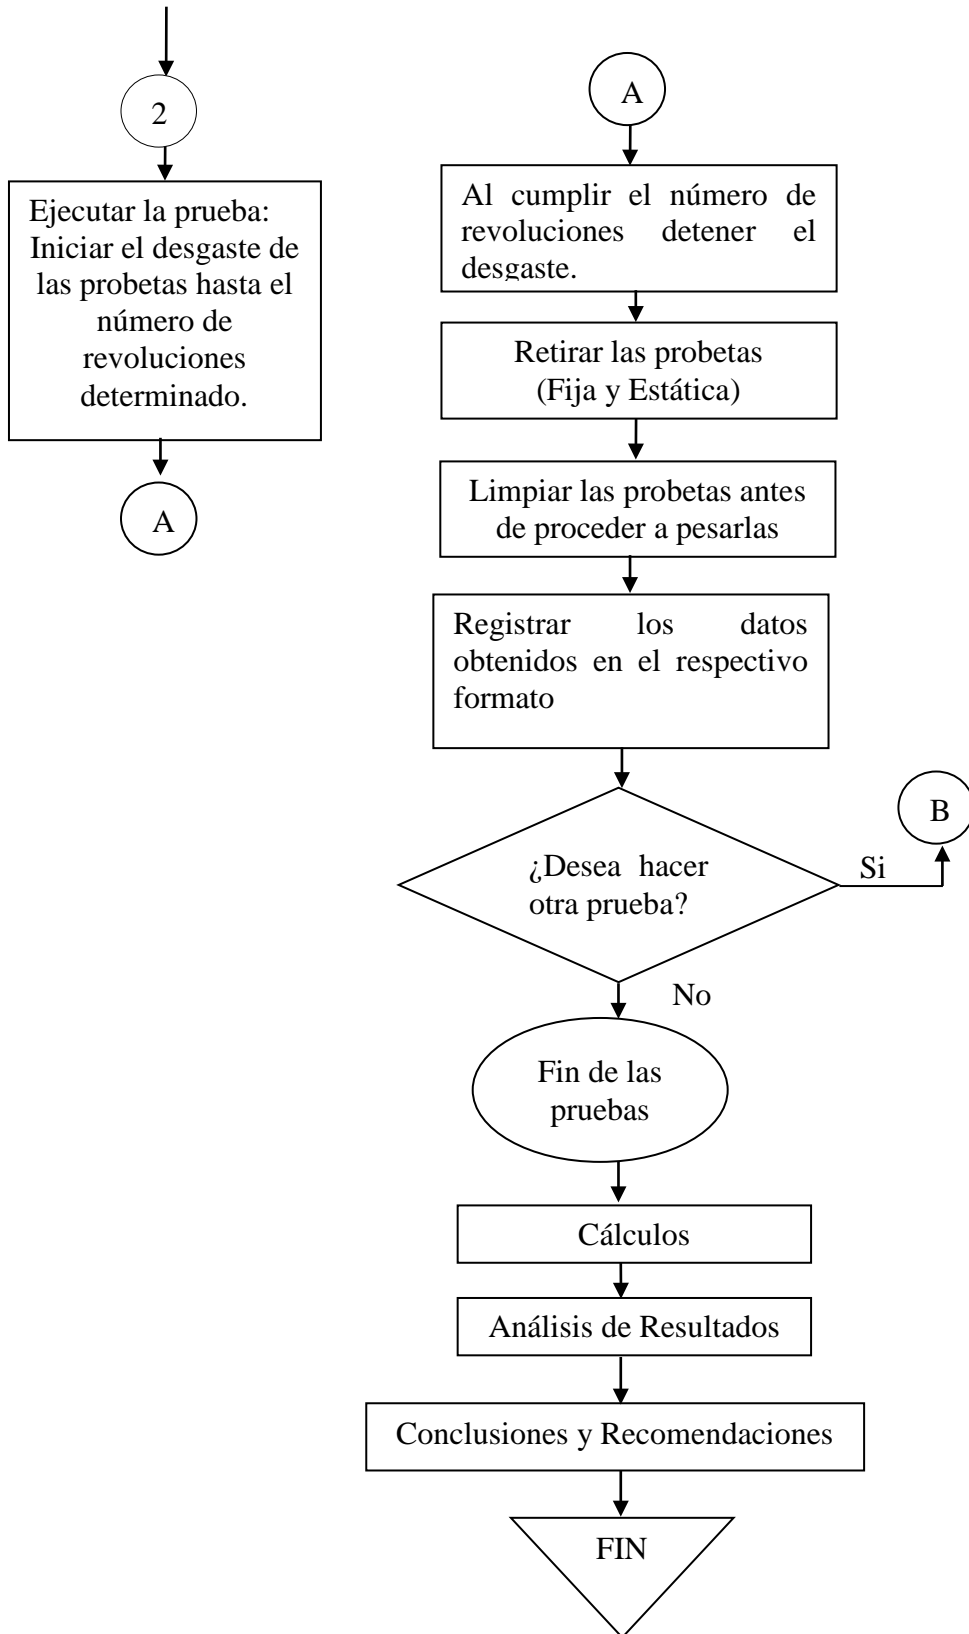 2
Ejecutar la prueba:
Iniciar el desgaste de
las probetas hasta el
número de
revoluciones
determinado.
A
A
Al cumplir el número de
revoluciones detener el
desgaste.
Retirar las probetas
(Fija y Estática)
Limpiar las probetas antes
de proceder a pesarlas
Registrar los datos
obtenidos en el respectivo
formato
B
¿Desea hacer
otra prueba?
Si
No
Fin de las
pruebas
Cálculos
Análisis de Resultados
Conclusiones y Recomendaciones
FIN